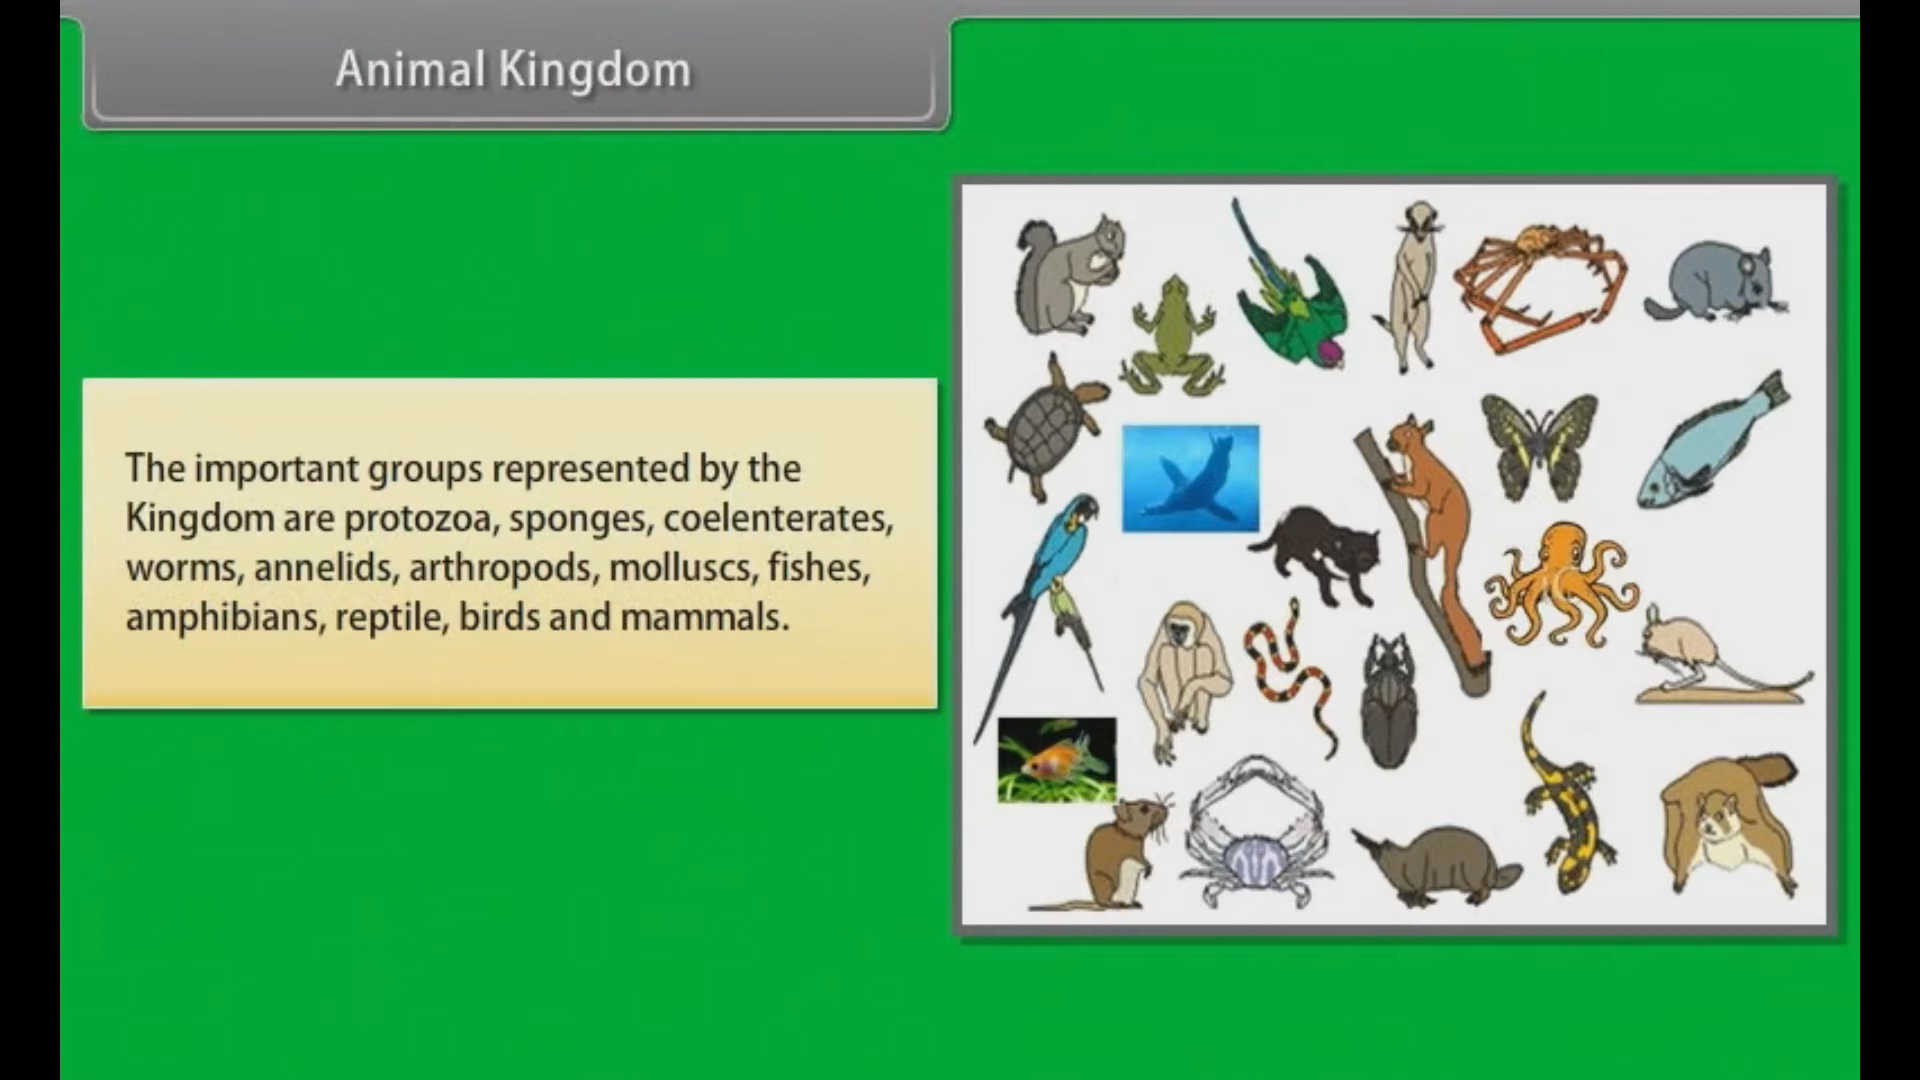 Animal Kingdom
The important groups represented by the
Kingdom are protozoa, sponges, coelenterates,
worms, annelids, arthropods, molluscs, fishes,
amphibians, reptile, birds and mammals.